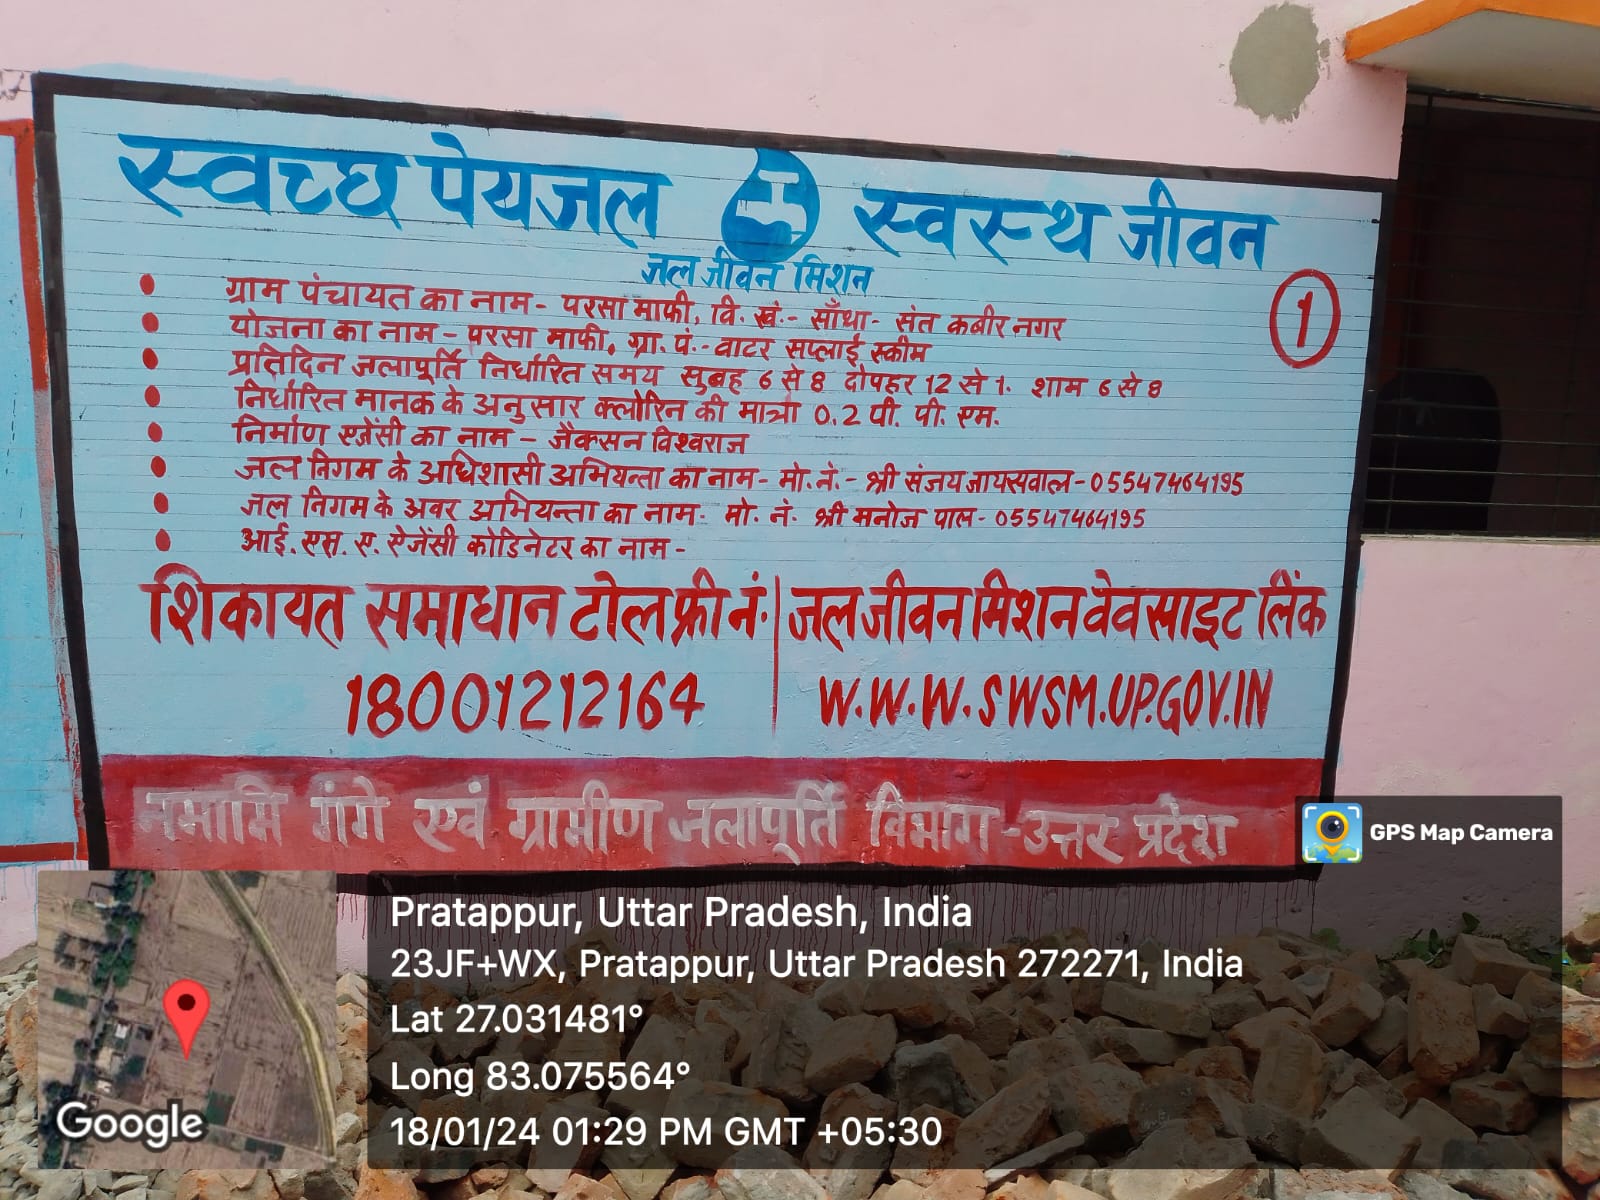 स्वच्छ पेयजल स्वस्थ जीवन
जल जीवन मिशन
1
ग्राम पंचायत का नाम- परसा माफी, वि. खं.- साँथा- संत कबीर नगर
योजना का नाम- परसा माफी, ग्रा. पं.- वाटर सप्लाई स्कीम
प्रतिदिन जलापूर्ति निर्धारित समय सुबह 6 से 8 दोपहर 12 से 1. शाम 6 से 8
निर्धारित मानक के अनुसार क्लोरिन की मात्रा 0.2 पी. पी. एम.
निर्माण एजेंसी का नाम - जैकसन विश्वराज
जल निगम के अधिशासी अभियन्ता का नाम- मो. नं.- श्री संजय जायसवाल-05547464195
जल निगम के अवर अभियन्ता का नाम- मो. नं. श्री मनोज पाल- 05547464195
आई. एस. ए. ऐजेंसी कोडिनेटर का नाम -
शिकायत समाधान टोल फ्री नं.
18001212164
जल जीवन मिशन वेव साइट लिंक
W.W.W.SWSM.UP.GOV.IN
नमामि गंगे एवं ग्रामीण जलापूर्ति विभाग-उत्तर प्रदेश
GPS Map Camera
Pratappur, Uttar Pradesh, India
23JF+WX, Pratappur, Uttar Pradesh 272271, India
Lat 27.031481°
Long 83.075564°
18/01/24 01:29 PM GMT +05:30
Google